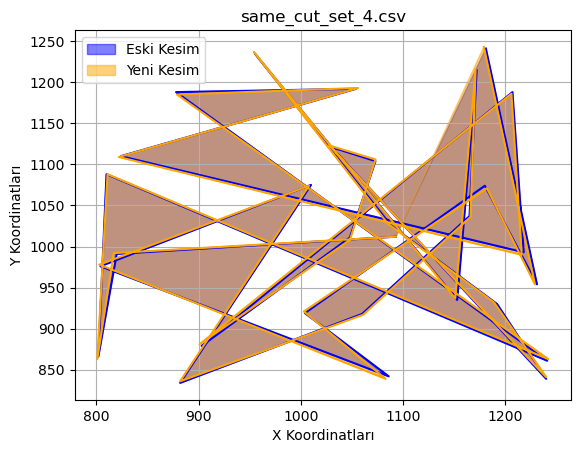 same_cut_set_4.csv
Eski Kesim
Yeni Kesim
1250
1200
1150
1100
1050
1000
950
900
850
Y Koordinatları
800 900 1000 1100 1200
X Koordinatları